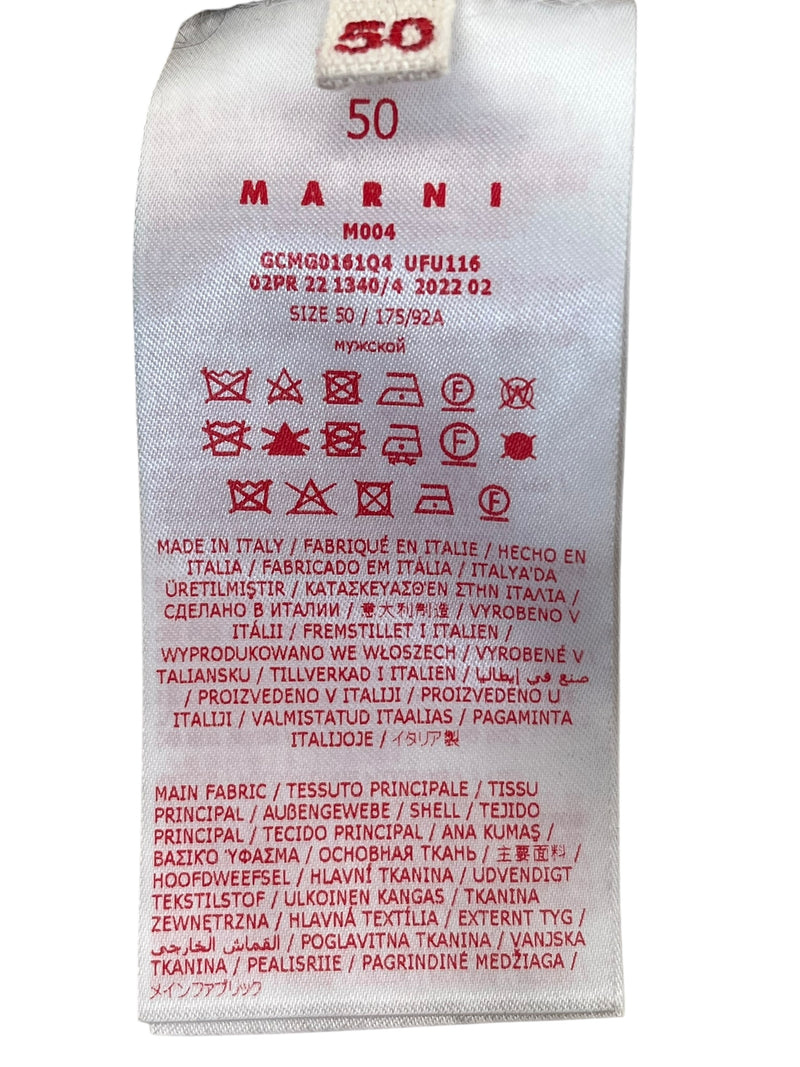 50
50
MARNI
M004
GCMG0161Q4 UFU116
02PR 22 1340/4 2022 02
SIZE 50 / 175/92A
мужской
F W
F
F
MADE IN ITALY / FABRIQUÉ EN ITALIE / HECHO EN
ITALIA / FABRICADO EM ITÁLIA / ITALYA'DA
ÜRETILMIŞTIR / ΚΑΤΑΣΚΕΥΑΣΘΕΝ ΣΤΗΝ ΙΤΑΛΙΑ /
СДЕЛАНО В ИТАЛИИ / 意大利制造 / VYROBENO V
ITÁLII / FREMSTILLET I ITALIEN /
WYPRODUKOWANO WE WŁOSZECH / VYROBENÉ V
TALIANSKU / TILLVERKAD I ITALIEN / صنع في إيطاليا
/ PROIZVEDENO V ITALIJI / PROIZVEDENO U
ITALIJI / VALMISTATUD ITAALIAS / PAGAMINTA
ITALIJOJE / イタリア製
MAIN FABRIC / TESSUTO PRINCIPALE / TISSU
PRINCIPAL / AUßENGEWEBE / SHELL / TEJIDO
PRINCIPAL / TECIDO PRINCIPAL / ANA KUMAŞ /
ΒΑΣΙΚΌ ΎΦΑΣΜΑ / ОСНОВНАЯ ТКАНЬ / 主要面料 /
HOOFDWEEFSEL / HLAVNÍ TKANINA / UDVENDIGT
TEKSTILSTOF / ULKOINEN KANGAS / TKANINA
ZEWNĘTRZNA / HLAVNÁ TEXTÍLIA / EXTERNT TYG /
القماش الخارجي / POGLAVITNA TKANINA / VANJSKA
TKANINA / PEALISRIIE / PAGRINDINĖ MEDŽIAGA /
メインファブリック